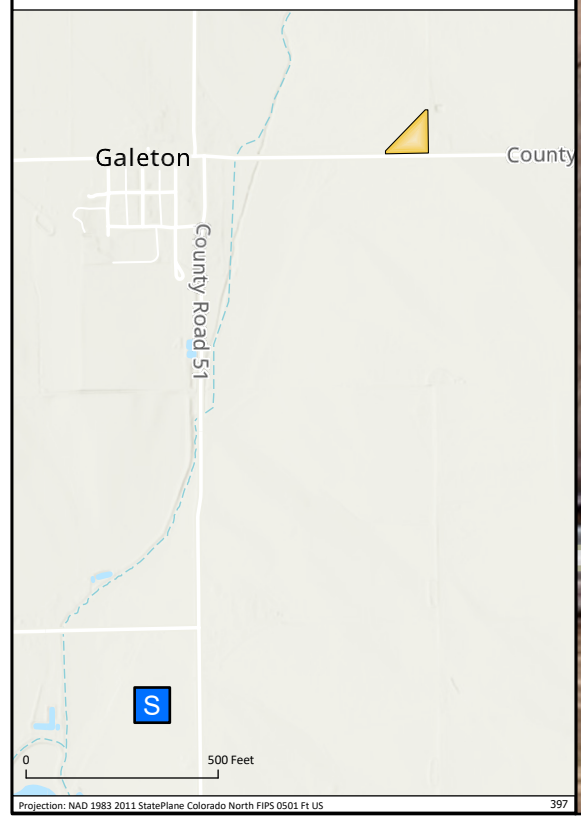 Galeton
County
County Road 51
S
0 500 Feet
Projection: NAD 1983 2011 StatePlane Colorado North FIPS 0501 Ft US 397